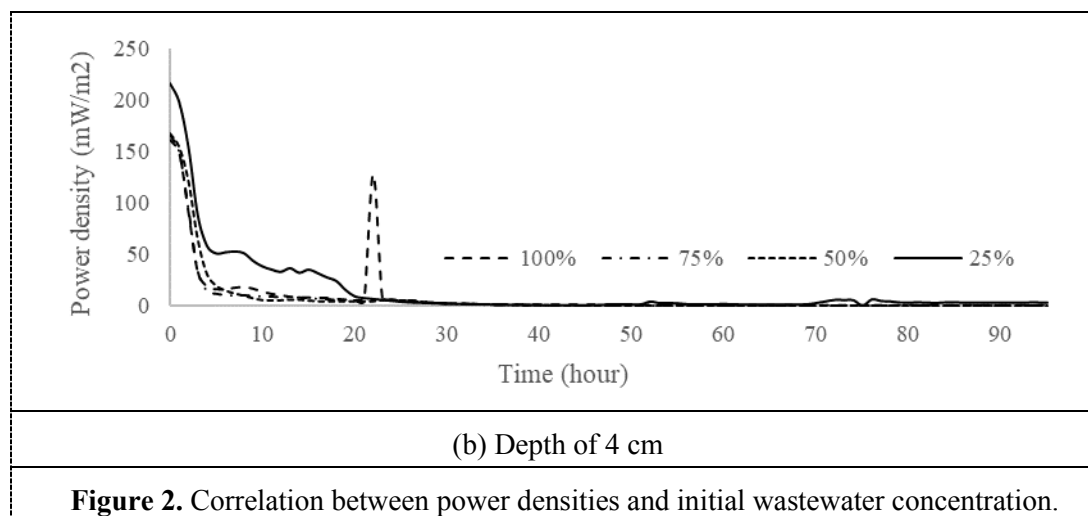 250
200
150
100
50
0
Power density (mW/m2)
100% 75% 50% 25%
0 10 20 30 40 50 60 70 80 90
Time (hour)
(b) Depth of 4 cm
Figure 2. Correlation between power densities and initial wastewater concentration.